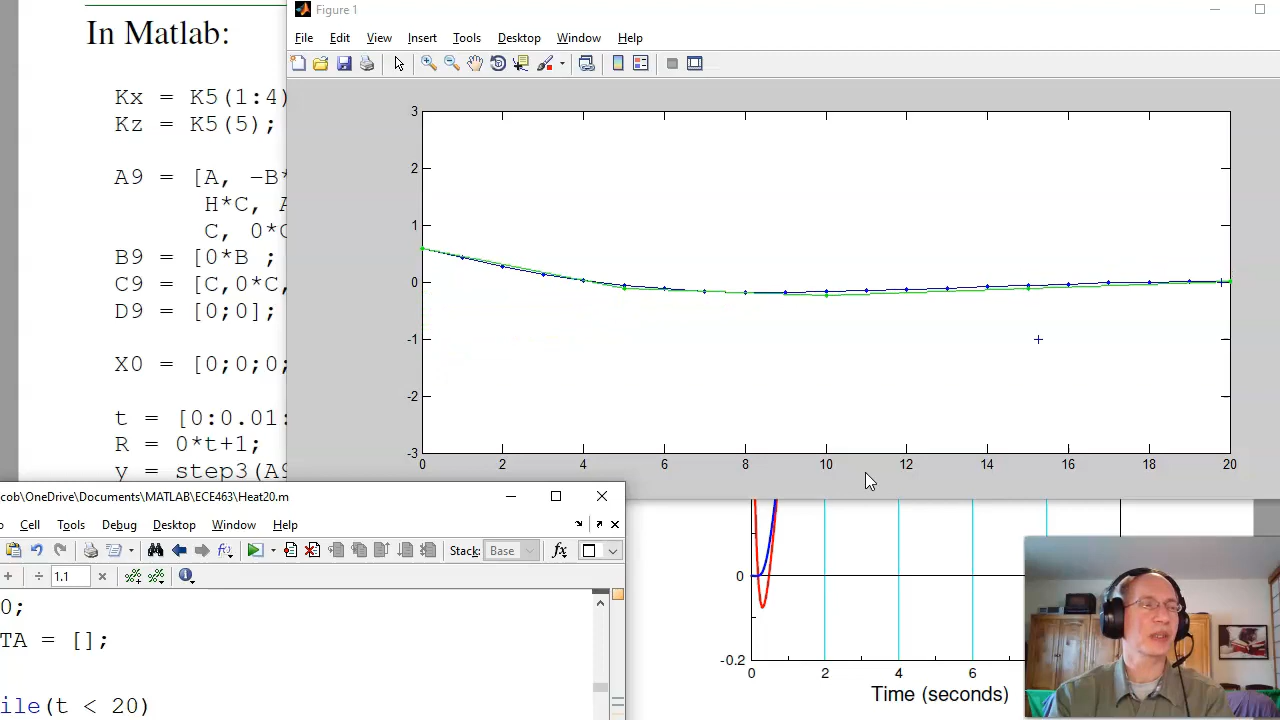 In Matlab:
Kx = K5(1:4)
Kz = K5(5);
A9 = [A, -B*
H*C, A
C, 0*C
B9 = [0*B ;
C9 = [C,0*C,
D9 = [0;0];
X0 = [0;0;0;
t = [0:0.01:
R = 0*t+1;
y = step3(A9
Figure 1
File Edit View Insert Tools Desktop Window Help
3
2
1
0
-1
-2
-3
0 2 4 6 8 10 12 14 16 18 20
cob\OneDrive\Documents\MATLAB\ECE463\Heat20.m
o Cell Tools Debug Desktop Window Help
Stack: Base fx
1.1
0;
TA = [];
ile(t < 20)
0
-0.2
0 2 4 6
Time (seconds)